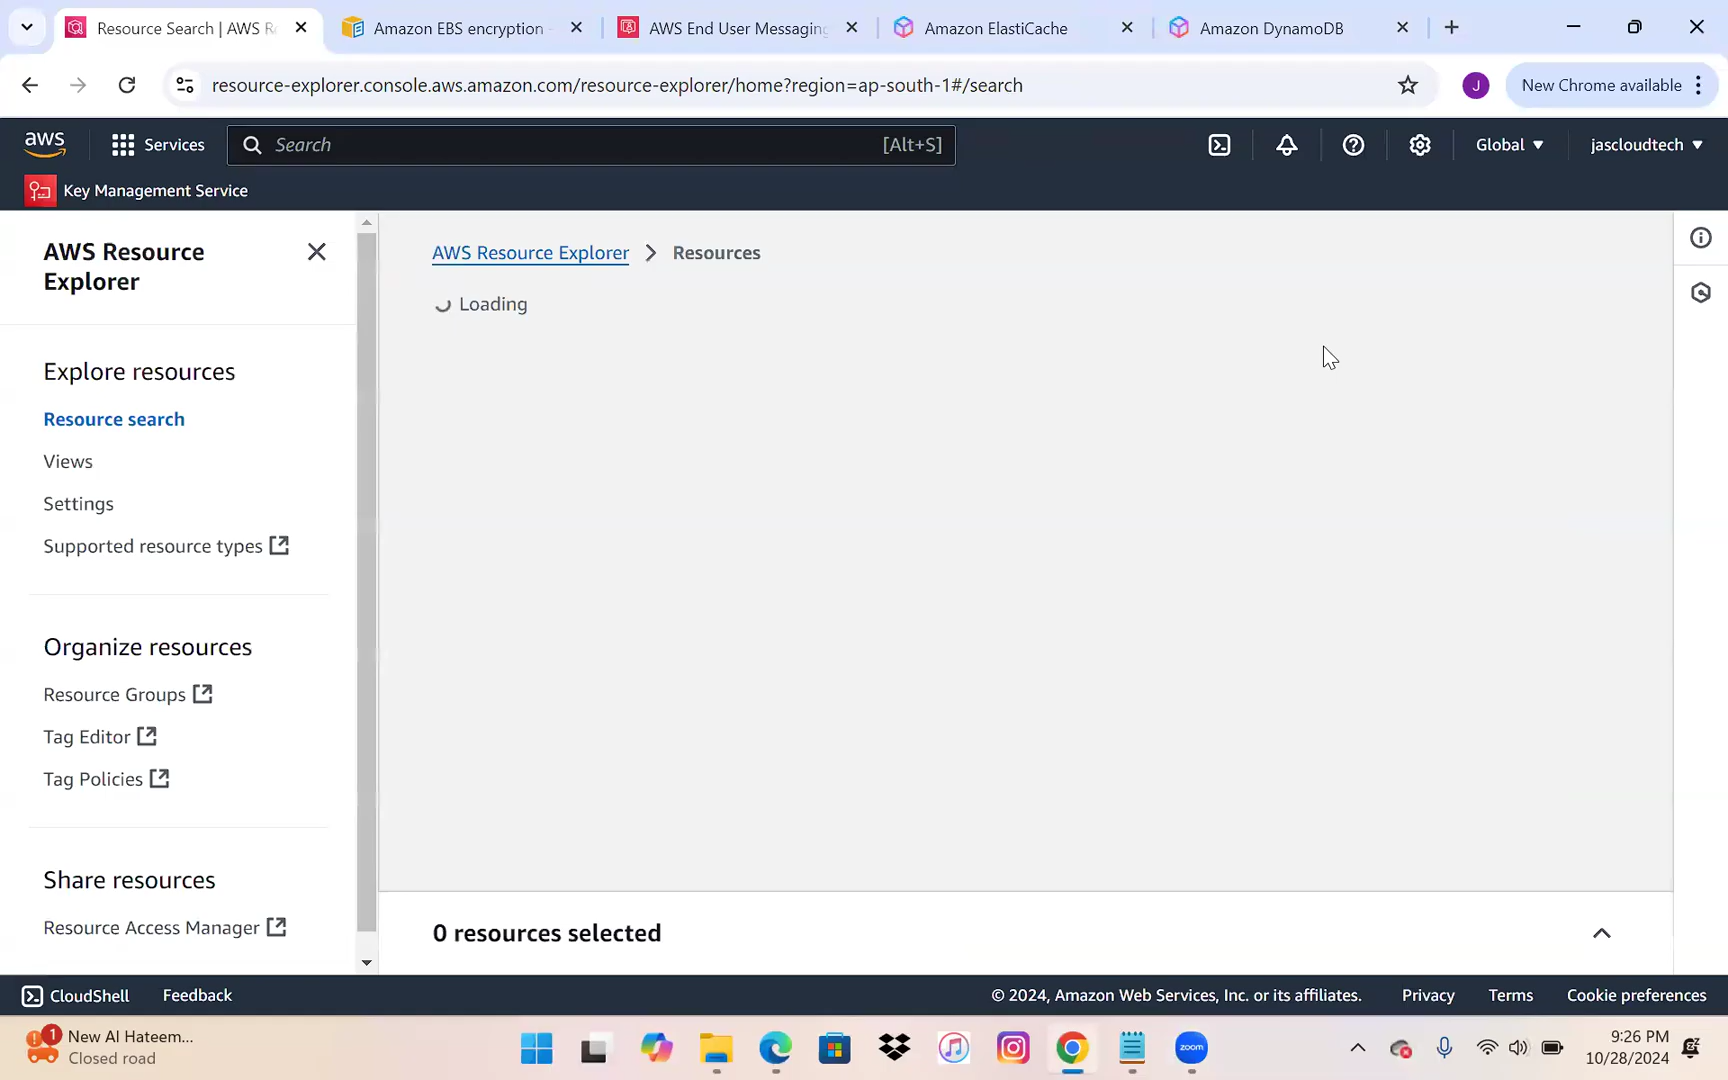 Resource Search | AWS R
Amazon EBS encryption -
AWS End User Messaging
Amazon ElastiCache
Amazon DynamoDB
resource-explorer.console.aws.amazon.com/resource-explorer/home?region=ap-south-1#/search
J
New Chrome available
aws
Services
Search
[Alt+S]
Global
jascloudtech
Key Management Service
AWS Resource
Explorer
AWS Resource Explorer > Resources
Loading
Explore resources
Resource search
Views
Settings
Supported resource types
Organize resources
Resource Groups
Tag Editor
Tag Policies
Share resources
Resource Access Manager
0 resources selected
CloudShell
Feedback
© 2024, Amazon Web Services, Inc. or its affiliates.
Privacy
Terms
Cookie preferences
1
New AI Hateem...
Closed road
zoom
9:26 PM
10/28/2024